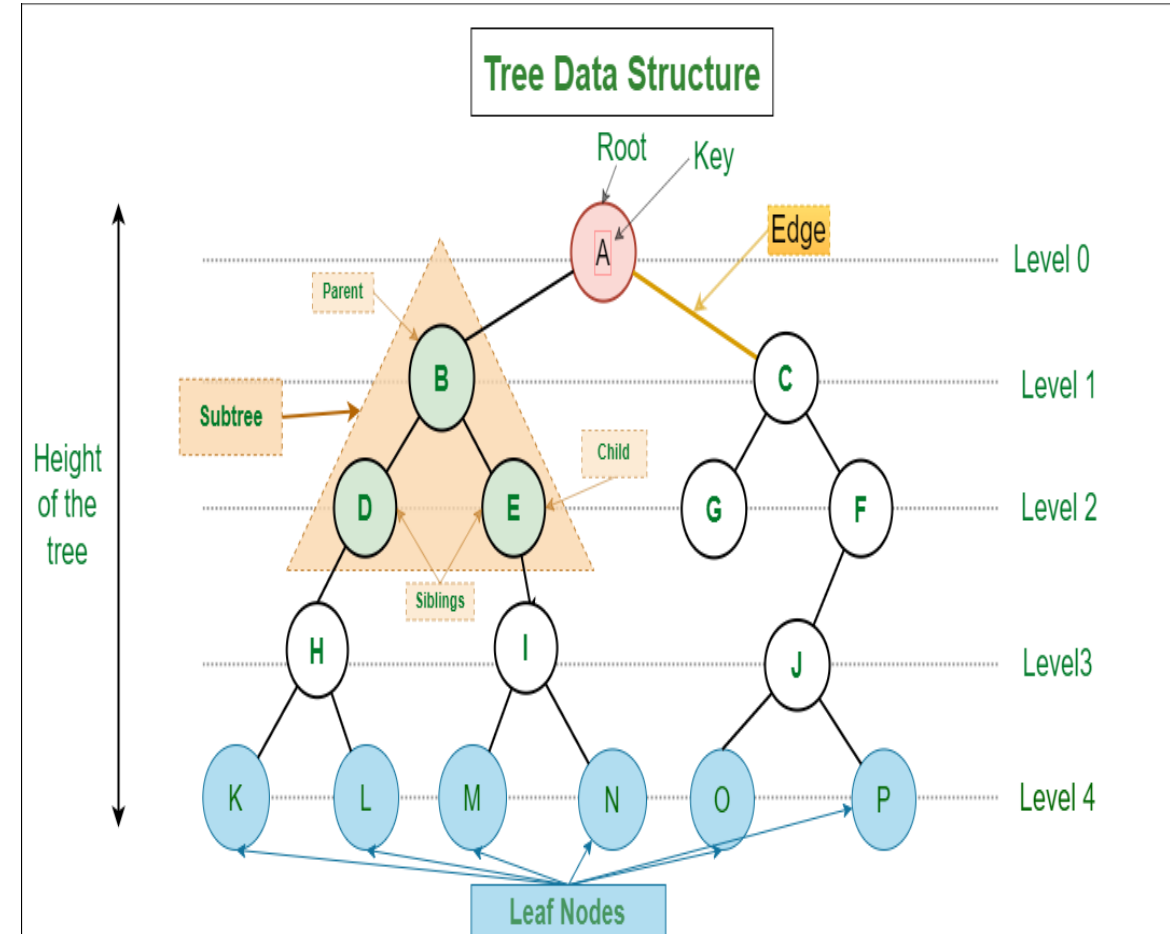 Tree Data Structure
Root
Key
Edge
A
Level 0
Parent
B
C
Level 1
Subtree
Height
of the
tree
Child
D
E
G
F
Level 2
Siblings
H
I
J
Level3
K
L
M
N
O
P
Level 4
Leaf Nodes